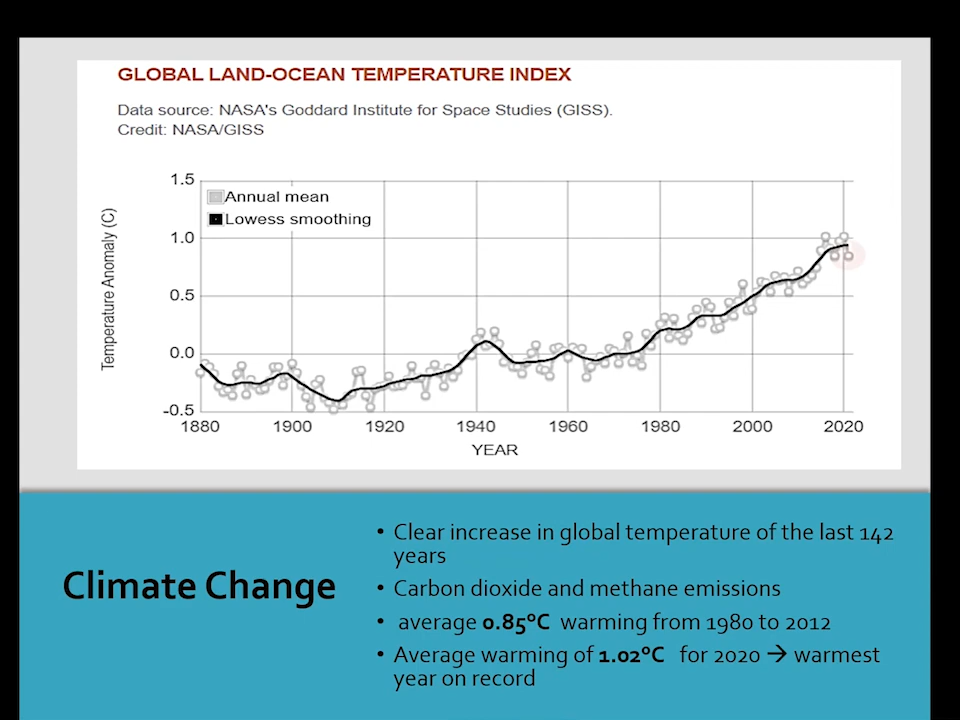 GLOBAL LAND-OCEAN TEMPERATURE INDEX
Data source: NASA's Goddard Institute for Space Studies (GISS).
Credit: NASA/GISS
1.5
1.0
0.5
0.0
-0.5
Temperature Anomaly (C)
Annual mean
Lowess smoothing
1880 1900 1920 1940 1960 1980 2000 2020
YEAR
Climate Change
• Clear increase in global temperature of the last 142
years
• Carbon dioxide and methane emissions
• average 0.85°C warming from 1980 to 2012
• Average warming of 1.02°C for 2020 → warmest
year on record